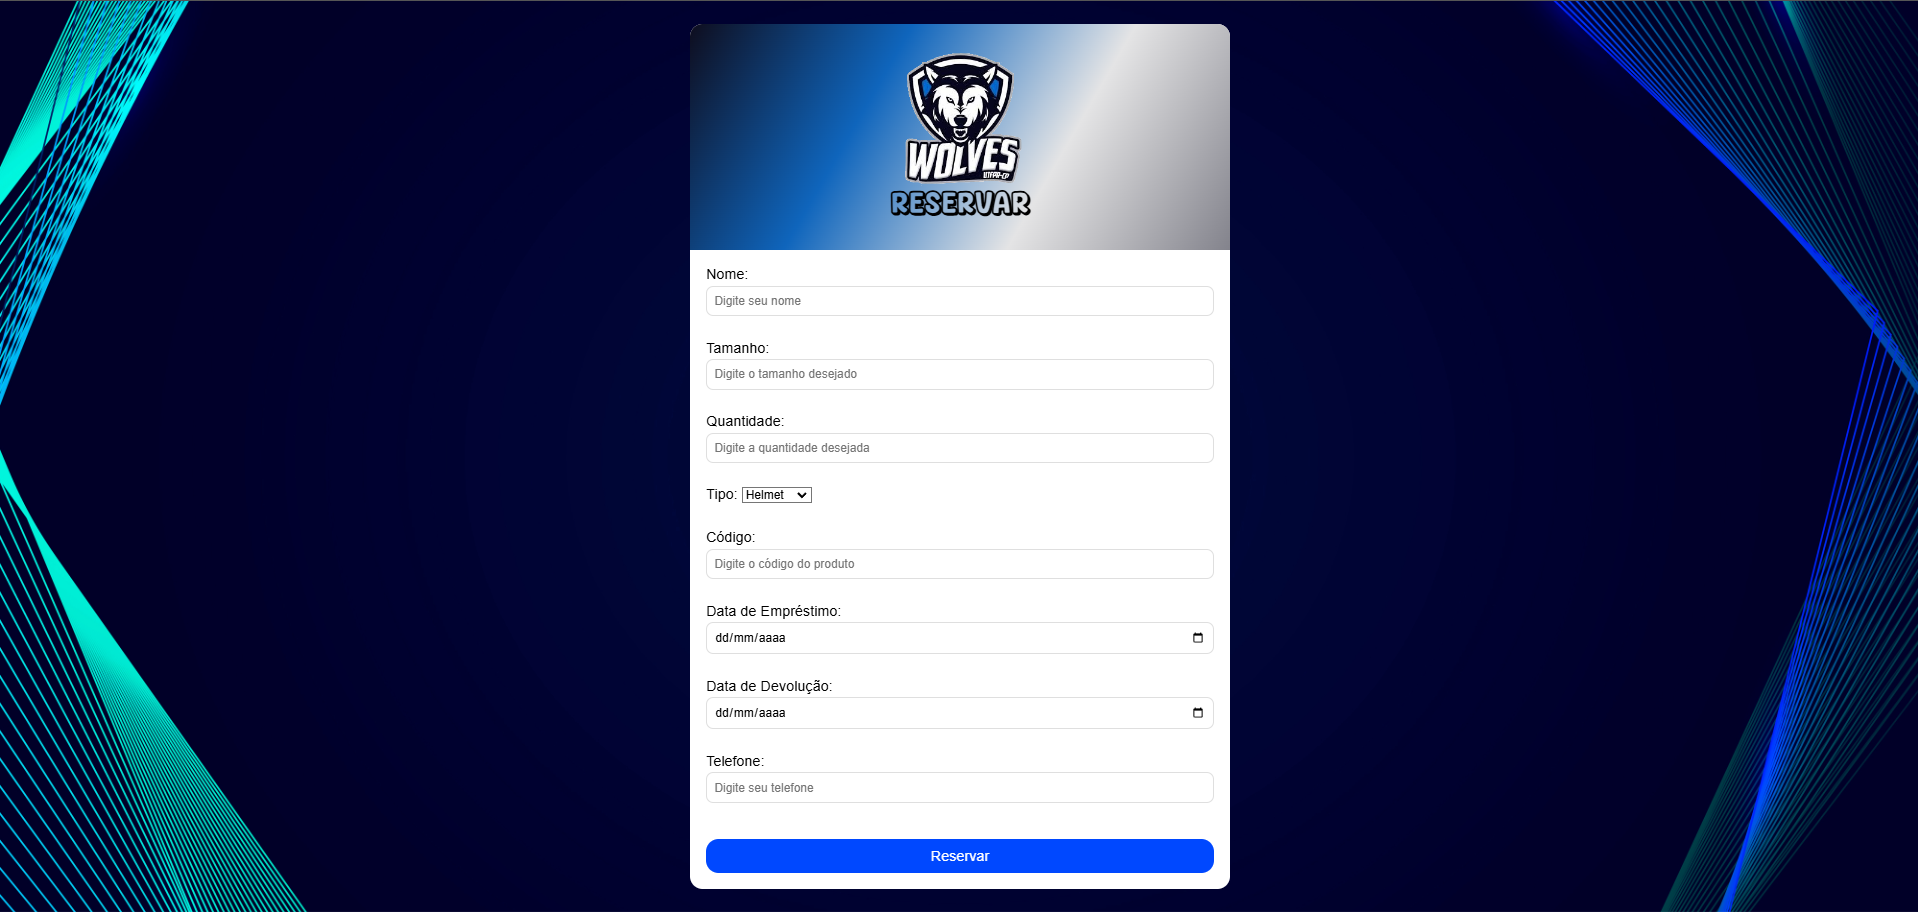 WOLVES
UTFPR-CP
RESERVAR
Nome:
Digite seu nome
Tamanho:
Digite o tamanho desejado
Quantidade:
Digite a quantidade desejada
Tipo: Helmet
Código:
Digite o código do produto
Data de Empréstimo:
dd/mm/aaaa
Data de Devolução:
dd/mm/aaaa
Telefone:
Digite seu telefone
Reservar